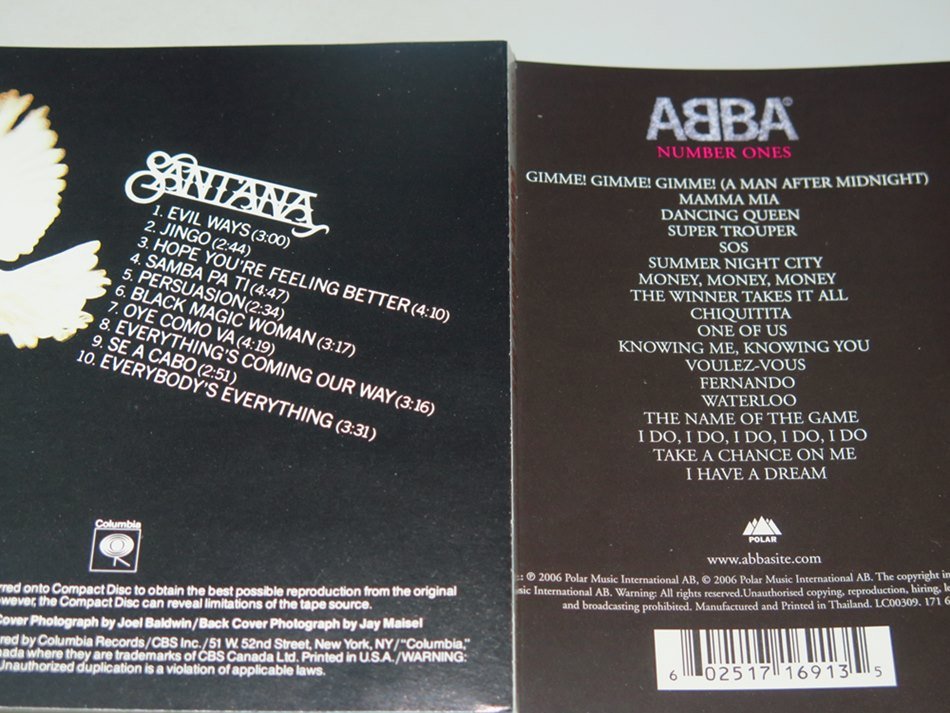 SANTANA
1. EVIL WAYS (3:00)
2. JINGO (2:44)
3. HOPE YOU'RE FEELING BETTER (4:10)
4. SAMBA PA TI (4:47)
5. PERSUASION (2:34)
6. BLACK MAGIC WOMAN (3:17)
7. OYE COMO VA (4:19)
8. EVERYTHING'S COMING OUR WAY (3:16)
9. SE A CABO (2:51)
10. EVERYBODY'S EVERYTHING (3:31)
Columbia
rred onto Compact Disc to obtain the best possible reproduction from the original
owever, the Compact Disc can reveal limitations of the tape source.
Cover Photograph by Joel Baldwin/Back Cover Photograph by Jay Maisel
ured by Columbia Records/CBS Inc./51 W. 52nd Street, New York, NY/"Columbia,"
nada where they are trademarks of CBS Canada Ltd. Printed in U.S.A./WARNING:
Unauthorized duplication is a violation of applicable laws.
ABBA®
NUMBER ONES
GIMME! GIMME! GIMME! (A MAN AFTER MIDNIGHT)
MAMMA MIA
DANCING QUEEN
SUPER TROUPER
SOS
SUMMER NIGHT CITY
MONEY, MONEY, MONEY
THE WINNER TAKES IT ALL
CHIQUITITA
ONE OF US
KNOWING ME, KNOWING YOU
VOULEZ-VOUS
FERNANDO
WATERLOO
THE NAME OF THE GAME
I DO, I DO, I DO, I DO, I DO
TAKE A CHANCE ON ME
I HAVE A DREAM
POLAR
www.abbasite.com
.: ℗ 2006 Polar Music International AB, © 2006 Polar Music International AB. The copyright in
sic International AB. Warning: All rights reserved.Unauthorised copying, reproduction, hiring, l
and broadcasting prohibited. Manufactured and Printed in Thailand. LC00309. 171 6
6 02517 16913 5